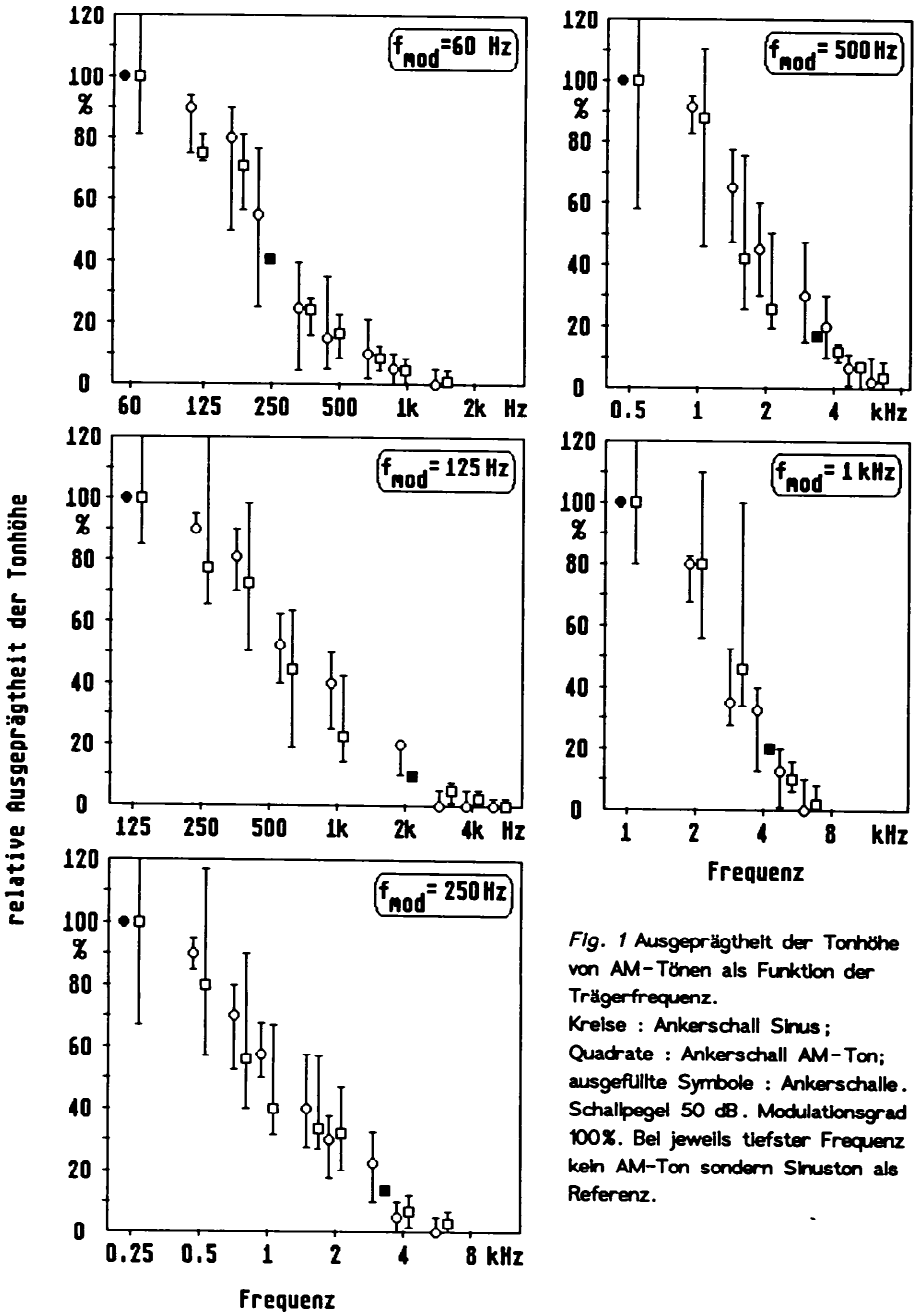 relative Ausgeprägtheit der Tonhöhe
120
100
%
80
60
40
20
0
f mod = 60 Hz
60 125 250 500 1k 2k Hz
120
100
%
80
60
40
20
0
f mod = 500 Hz
0.5 1 2 4 kHz
120
100
%
80
60
40
20
0
f mod = 125 Hz
125 250 500 1k 2k 4k Hz
120
100
%
80
60
40
20
0
f mod = 1 kHz
1 2 4 8 kHz
Frequenz
120
100
%
80
60
40
20
0
f mod = 250 Hz
0.25 0.5 1 2 4 8 kHz
Frequenz
Fig. 1 Ausgeprägtheit der Tonhöhe
von AM-Tönen als Funktion der
Trägerfrequenz.
Kreise : Ankerschall Sinus ;
Quadrate : Ankerschall AM-Ton;
ausgefüllte Symbole : Ankerschalle.
Schallpegel 50 dB. Modulationsgrad
100%. Bei jeweils tiefster Frequenz
kein AM-Ton sondern Sinuston als
Referenz.